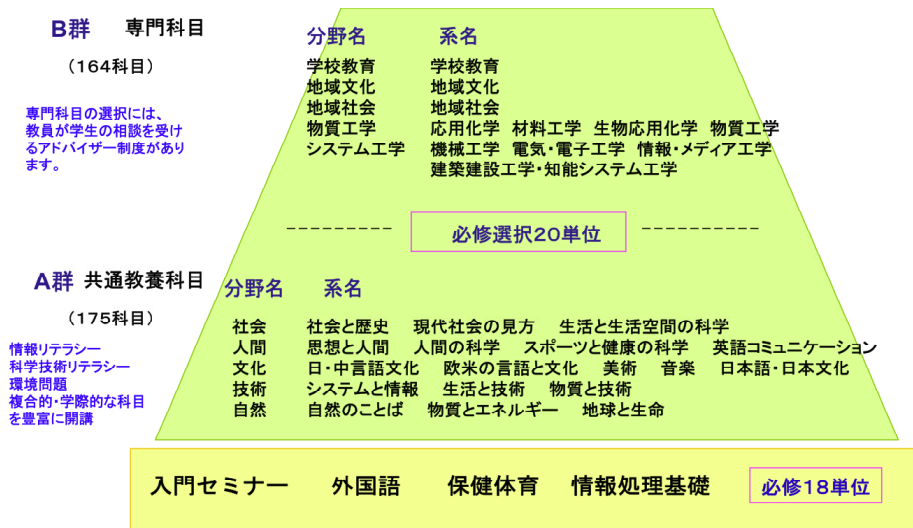 B群 専門科目
（164科目）
専門科目の選択には、
教員が学生の相談を受け
るアドバイザー制度があり
ます。
分野名 系名
学校教育 学校教育
地域文化 地域文化
地域社会 地域社会
物質工学 応用化学 材料工学 生物応用化学 物質工学
システム工学 機械工学 電気・電子工学 情報・メディア工学
建築建設工学・知能システム工学
必修選択20単位
A群 共通教養科目
（175科目）
情報リテラシー
科学技術リテラシー
環境問題
複合的・学際的な科目
を豊富に開講
分野名 系名
社会 社会と歴史 現代社会の見方 生活と生活空間の科学
人間 思想と人間 人間の科学 スポーツと健康の科学 英語コミュニケーション
文化 日・中言語文化 欧米の言語と文化 美術 音楽 日本語・日本文化
技術 システムと情報 生活と技術 物質と技術
自然 自然のことば 物質とエネルギー 地球と生命
入門セミナー 外国語 保健体育 情報処理基礎 必修18単位